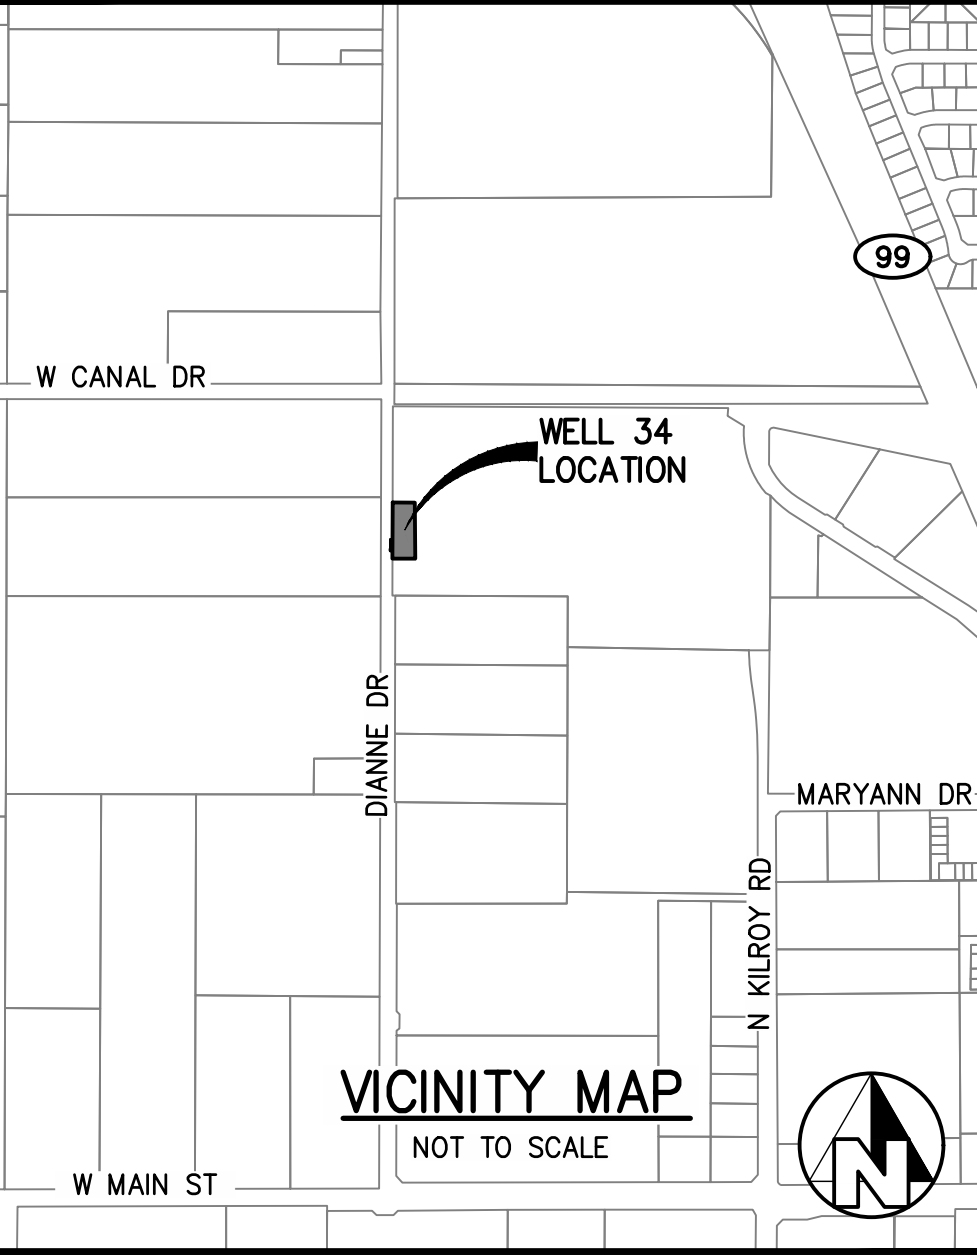 99
W CANAL DR
WELL 34
LOCATION
DIANNE DR
MARYANN DR
N KILROY RD
VICINITY MAP
NOT TO SCALE
W MAIN ST
N